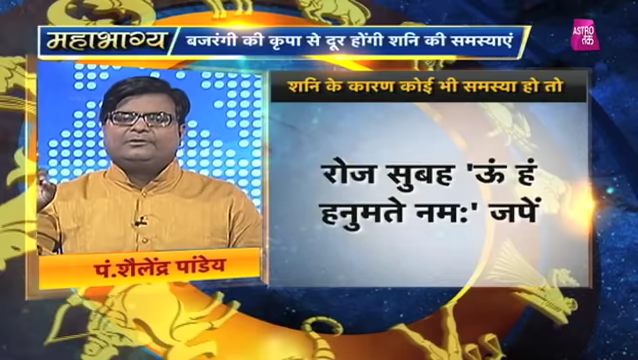 महाभाग्य
बजरंगी की कृपा से दूर होंगी शनि की समस्याएं
ASTRO
तक
शनि के कारण कोई भी समस्या हो तो
रोज सुबह 'ऊं हं
हनुमते नमः' जपें
पं.शैलेंद्र पांडेय